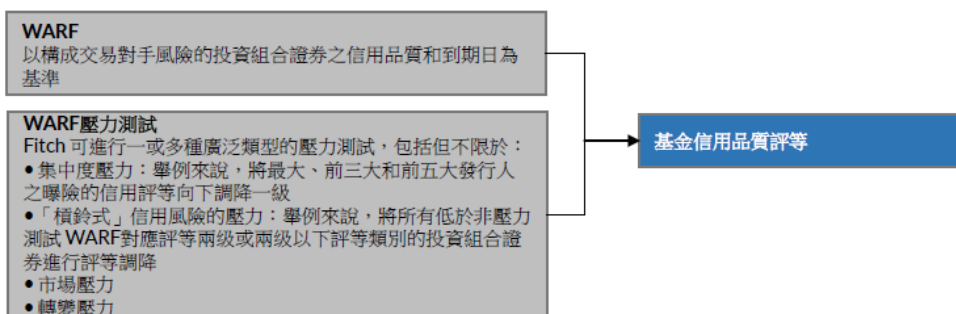 WARF
以構成交易對手風險的投資組合證券之信用品質和到期日為
基準
WARF壓力測試
Fitch 可進行一或多種廣泛類型的壓力測試，包括但不限於：
●集中度壓力：舉例來說，將最大、前三大和前五大發行人
之曝險的信用評等向下調降一級
●「槓鈴式」信用風險的壓力：舉例來說，將所有低於非壓力
測試 WARF對應評等兩级或兩级以下評等類別的投資組合證
券進行評等調降
●市場壓力
●轉變壓力
基金信用品質評等